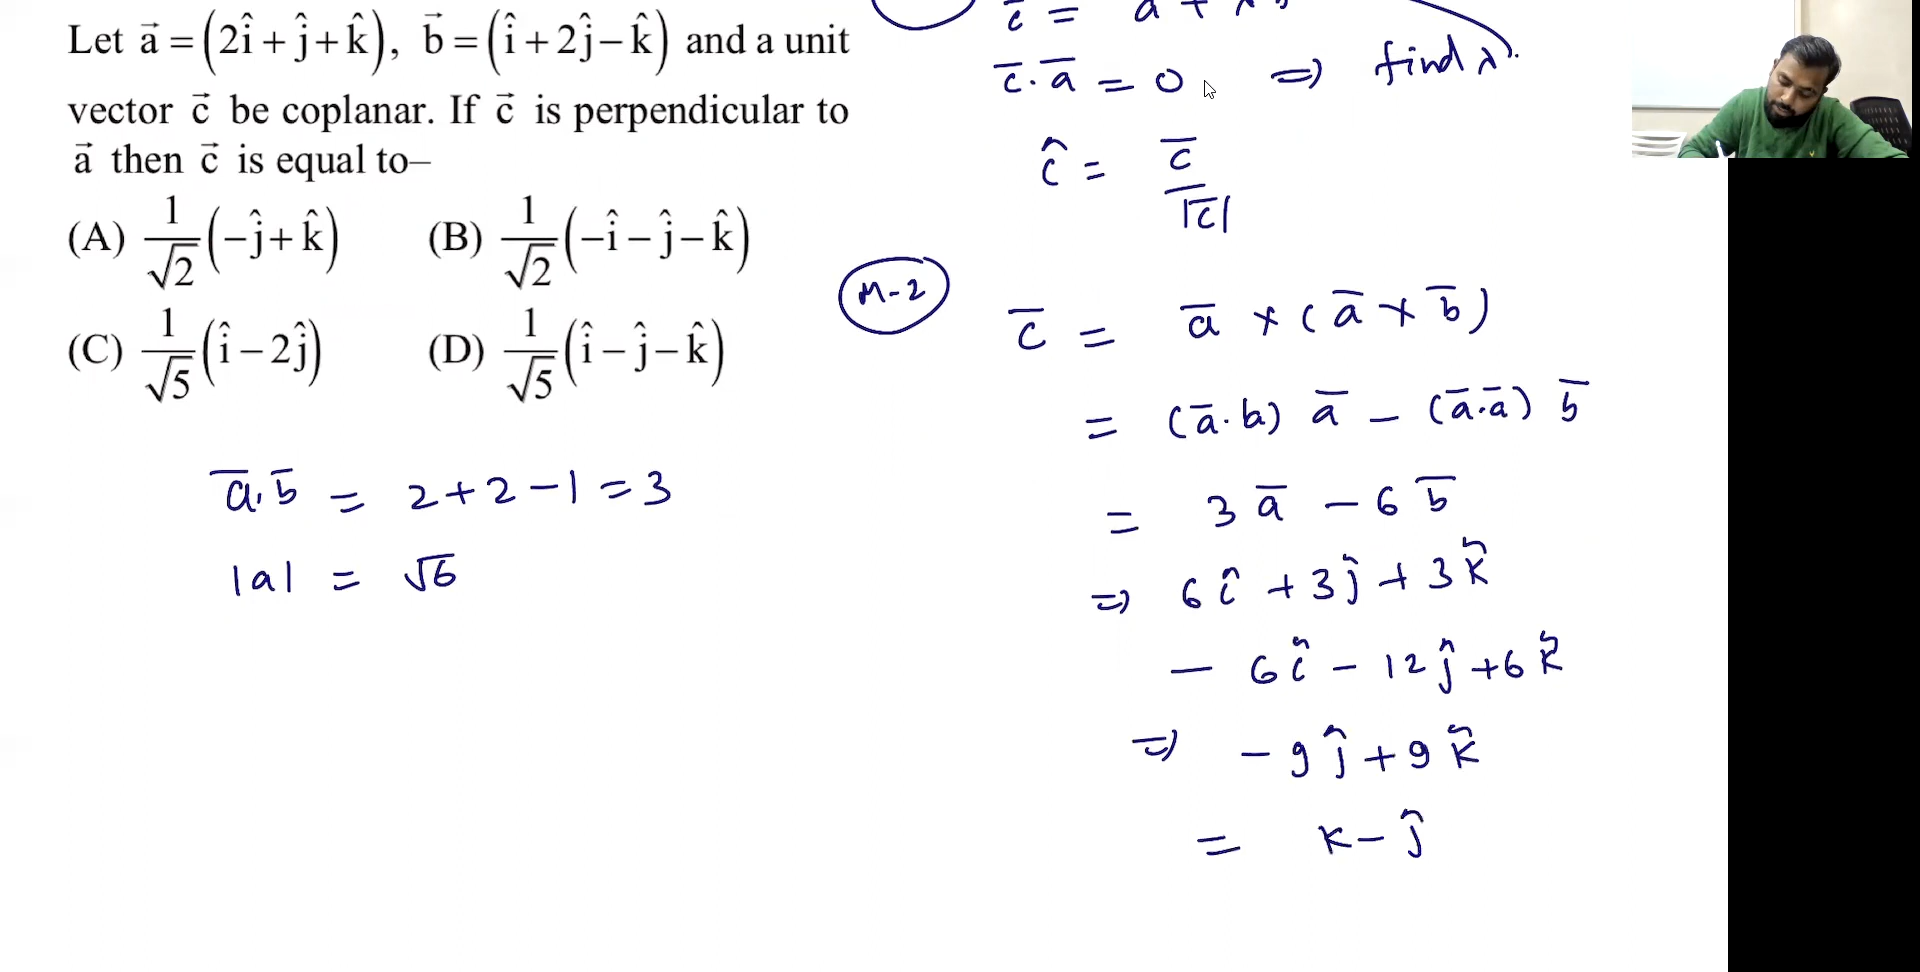 Let a⃗ = (2î + ĵ + k̂), b⃗ = (î + 2ĵ − k̂) and a unit
vector c⃗ be coplanar. If c⃗ is perpendicular to
a⃗ then c⃗ is equal to–
(A) 1/√2 (−ĵ + k̂) (B) 1/√2 (−î − ĵ − k̂)
(C) 1/√5 (î − 2ĵ) (D) 1/√5 (î − ĵ − k̂)
a̅.b̅ = 2+2−1 = 3
|a| = √6
c̅ = a + λ
c̅.a̅ = 0 ⇒ find λ.
ĉ = c̅/|c̅|
M-2
c̅ = a̅ × (a̅ × b̅)
= (a̅.b) a̅ − (a̅.a̅) b̅
= 3a̅ − 6b̅
⇒ 6î + 3ĵ + 3k̂
− 6î − 12ĵ + 6k̂
⇒ −9ĵ + 9k̂
= k − ĵ